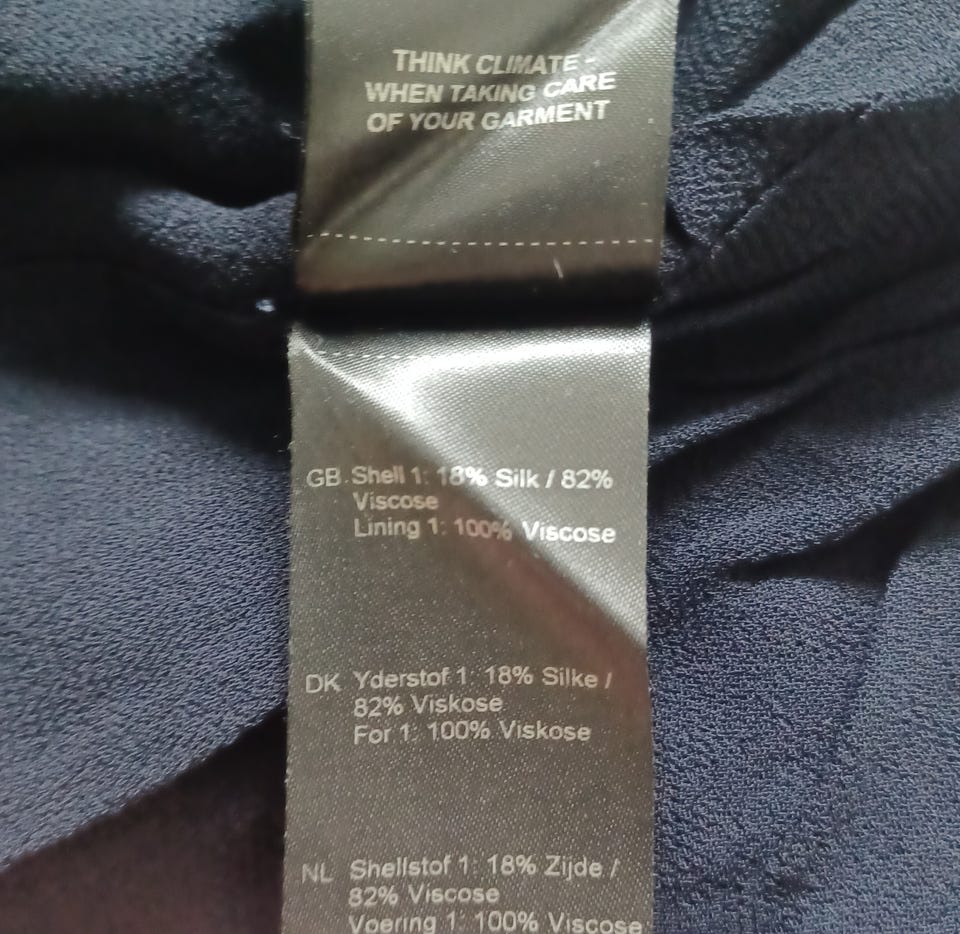 THINK CLIMATE -
WHEN TAKING CARE
OF YOUR GARMENT
GB Shell 1: 18% Silk / 82%
Viscose
Lining 1: 100% Viscose
DK Yderstof 1: 18% Silke /
82% Viskose
For 1: 100% Viskose
NL Shellstof 1: 18% Zijde /
82% Viscose
Voering 1: 100% Viscose